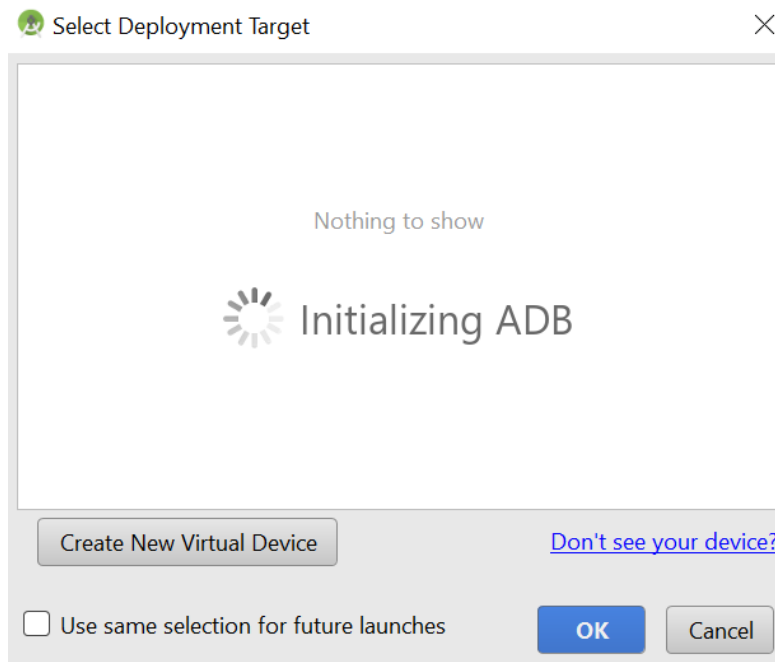 Select Deployment Target
Nothing to show
Initializing ADB
Create New Virtual Device
Don't see your device?
Use same selection for future launches
OK
Cancel